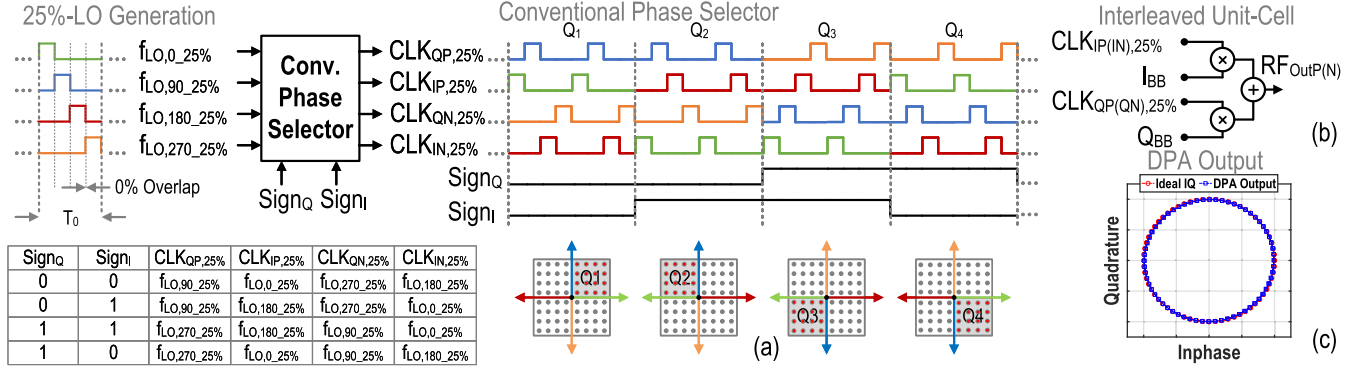 25%-LO Generation
f_LO,0_25%
f_LO,90_25%
f_LO,180_25%
f_LO,270_25%
0% Overlap
T_0
Conv.
Phase
Selector
Sign_Q Sign_I
CLK_QP,25%
CLK_IP,25%
CLK_QN,25%
CLK_IN,25%
Conventional Phase Selector
Q_1 Q_2 Q_3 Q_4
Sign_Q
Sign_I
Sign_Q Sign_I CLK_QP,25% CLK_IP,25% CLK_QN,25% CLK_IN,25%
0 0 f_LO,90_25% f_LO,0_25% f_LO,270_25% f_LO,180_25%
0 1 f_LO,90_25% f_LO,180_25% f_LO,270_25% f_LO,0_25%
1 1 f_LO,270_25% f_LO,180_25% f_LO,90_25% f_LO,0_25%
1 0 f_LO,270_25% f_LO,0_25% f_LO,90_25% f_LO,180_25%
Q1 Q2 Q3 Q4
(a)
Interleaved Unit-Cell
CLK_IP(IN),25%
I_BB
CLK_QP(QN),25%
Q_BB
RF_OutP(N)
(b)
DPA Output
Ideal IQ DPA Output
Quadrature
Inphase
(c)